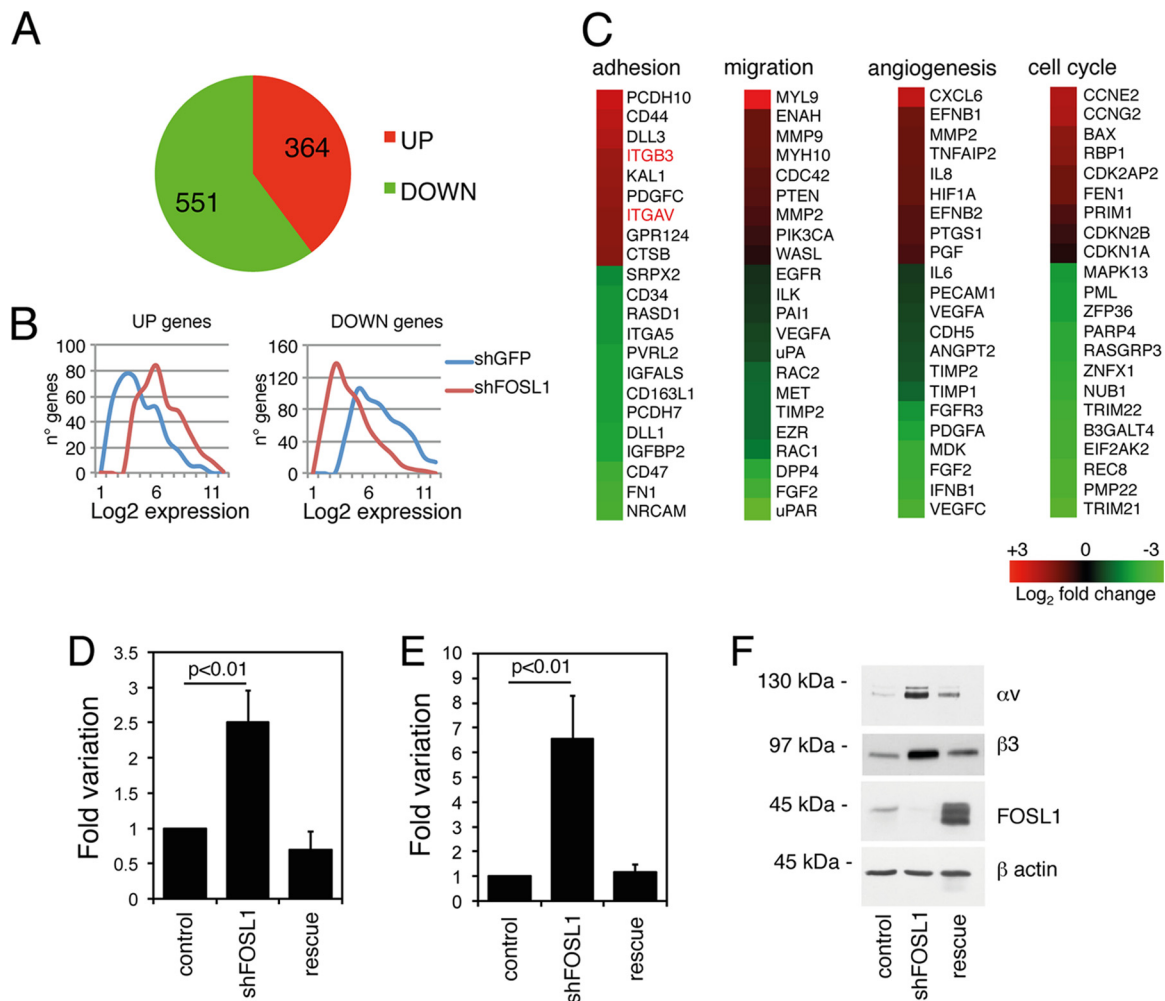 A
364
551
UP
DOWN
B
UP genes
n° genes
100
80
60
40
20
0
1
6
11
Log2 expression
DOWN genes
n° genes
160
120
80
40
0
1
6
11
Log2 expression
shGFP
shFOSL1
C
adhesion
PCDH10
CD44
DLL3
ITGB3
KAL1
PDGFC
ITGAV
GPR124
CTSB
SRPX2
CD34
RASD1
ITGA5
PVRL2
IGFALS
CD163L1
PCDH7
DLL1
IGFBP2
CD47
FN1
NRCAM
migration
MYL9
ENAH
MMP9
MYH10
CDC42
PTEN
MMP2
PIK3CA
WASL
EGFR
ILK
PAI1
VEGFA
uPA
RAC2
MET
TIMP2
EZR
RAC1
DPP4
FGF2
uPAR
angiogenesis
CXCL6
EFNB1
MMP2
TNFAIP2
IL8
HIF1A
EFNB2
PTGS1
PGF
IL6
PECAM1
VEGFA
CDH5
ANGPT2
TIMP2
TIMP1
FGFR3
PDGFA
MDK
FGF2
IFNB1
VEGFC
cell cycle
CCNE2
CCNG2
BAX
RBP1
CDK2AP2
FEN1
PRIM1
CDKN2B
CDKN1A
MAPK13
PML
ZFP36
PARP4
RASGRP3
ZNFX1
NUB1
TRIM22
B3GALT4
EIF2AK2
REC8
PMP22
TRIM21
+3 0 -3
Log2 fold change
D
Fold variation
3.5
3
2.5
2
1.5
1
0.5
0
p<0.01
control
shFOSL1
rescue
E
Fold variation
10
9
8
7
6
5
4
3
2
1
0
p<0.01
control
shFOSL1
rescue
F
130 kDa -
αv
97 kDa -
β3
45 kDa -
FOSL1
45 kDa -
β actin
control
shFOSL1
rescue